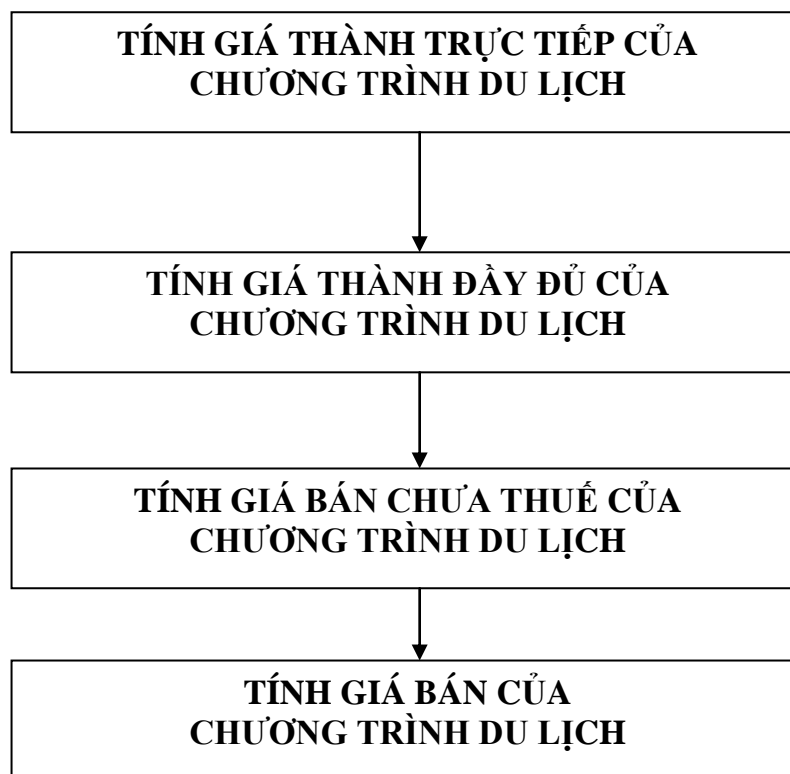 TÍNH GIÁ THÀNH TRỰC TIẾP CỦA
CHƯƠNG TRÌNH DU LỊCH
TÍNH GIÁ THÀNH ĐẦY ĐỦ CỦA
CHƯƠNG TRÌNH DU LỊCH
TÍNH GIÁ BÁN CHƯA THUẾ CỦA
CHƯƠNG TRÌNH DU LỊCH
TÍNH GIÁ BÁN CỦA
CHƯƠNG TRÌNH DU LỊCH